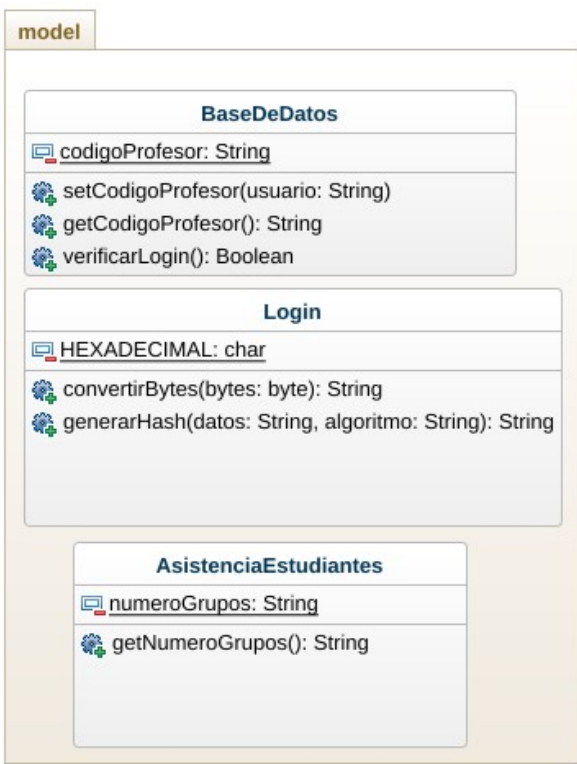 model
BaseDeDatos
codigoProfesor: String
setCodigoProfesor(usuario: String)
getCodigoProfesor(): String
verificarLogin(): Boolean
Login
HEXADECIMAL: char
convertirBytes(bytes: byte): String
generarHash(datos: String, algoritmo: String): String
AsistenciaEstudiantes
numeroGrupos: String
getNumeroGrupos(): String